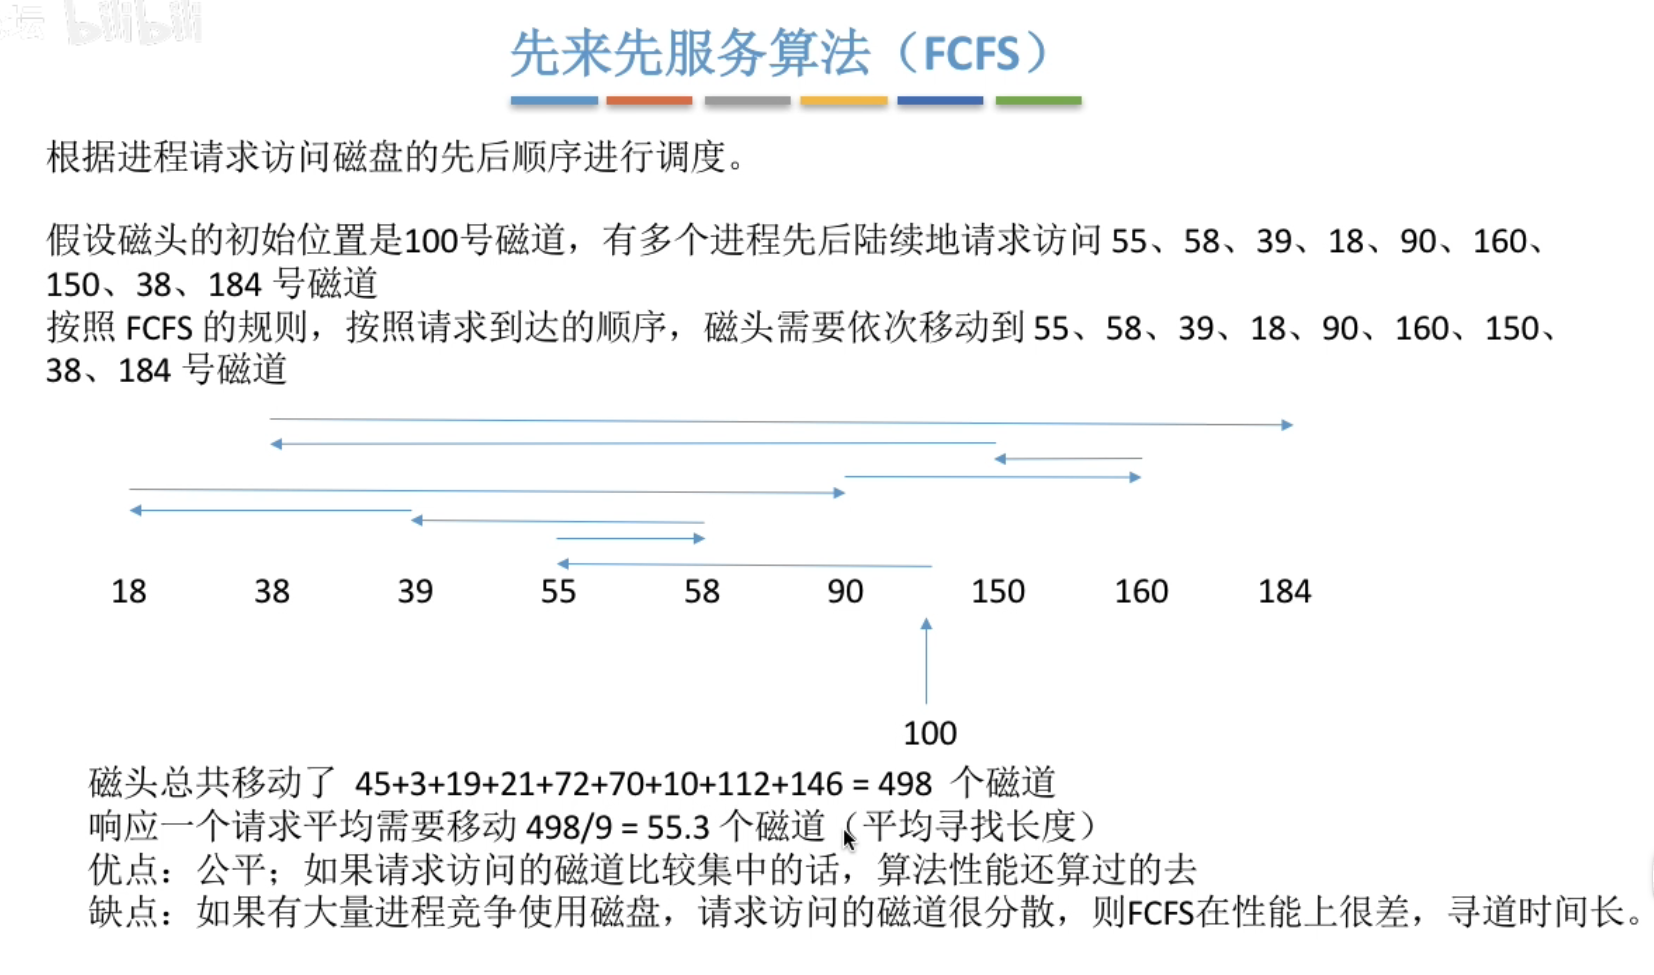 坛 bilibili
先来先服务算法（FCFS）
根据进程请求访问磁盘的先后顺序进行调度。
假设磁头的初始位置是100号磁道，有多个进程先后陆续地请求访问 55、58、39、18、90、160、
150、38、184 号磁道
按照 FCFS 的规则，按照请求到达的顺序，磁头需要依次移动到 55、58、39、18、90、160、150、
38、184 号磁道
18 38 39 55 58 90 150 160 184
100
磁头总共移动了 45+3+19+21+72+70+10+112+146 = 498 个磁道
响应一个请求平均需要移动 498/9 = 55.3 个磁道（平均寻找长度）
优点：公平；如果请求访问的磁道比较集中的话，算法性能还算过的去
缺点：如果有大量进程竞争使用磁盘，请求访问的磁道很分散，则FCFS在性能上很差，寻道时间长。